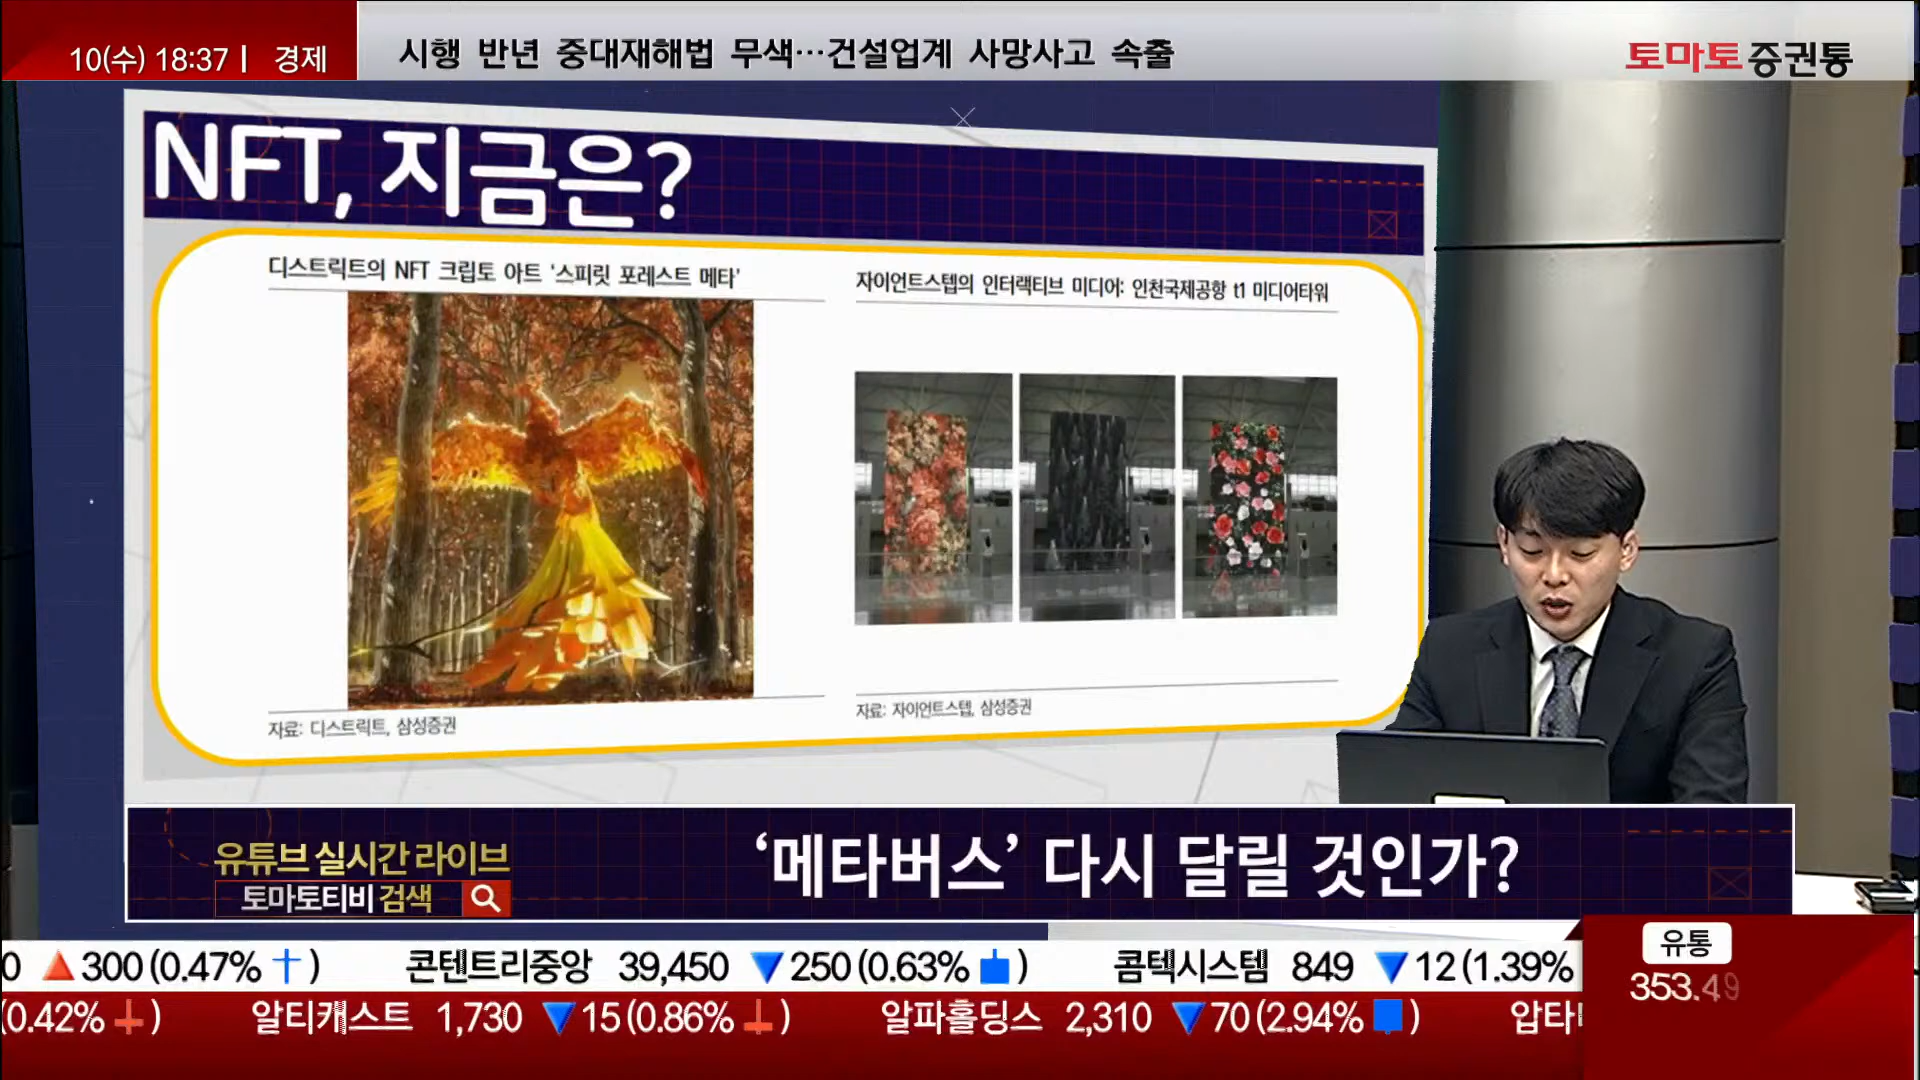 10(수) 18:37 | 경제
시행 반년 중대재해법 무색…건설업계 사망사고 속출
토마토증권통
NFT, 지금은?
디스트릭트의 NFT 크립토 아트 '스피릿 포레스트 메타'
자이언트스텝의 인터랙티브 미디어: 인천국제공항 t1 미디어타워
자료: 디스트릭트, 삼성증권
자료: 자이언트스텝, 삼성증권
유튜브 실시간 라이브
토마토티비 검색
‘메타버스’ 다시 달릴 것인가?
0 ▲300(0.47% ) 콘텐트리중앙 39,450 ▼250(0.63% ) 콤텍시스템 849 ▼12(1.39%
유통
353.49
(0.42% ) 알티캐스트 1,730 ▼15(0.86% ) 알파홀딩스 2,310 ▼70(2.94% ) 압타